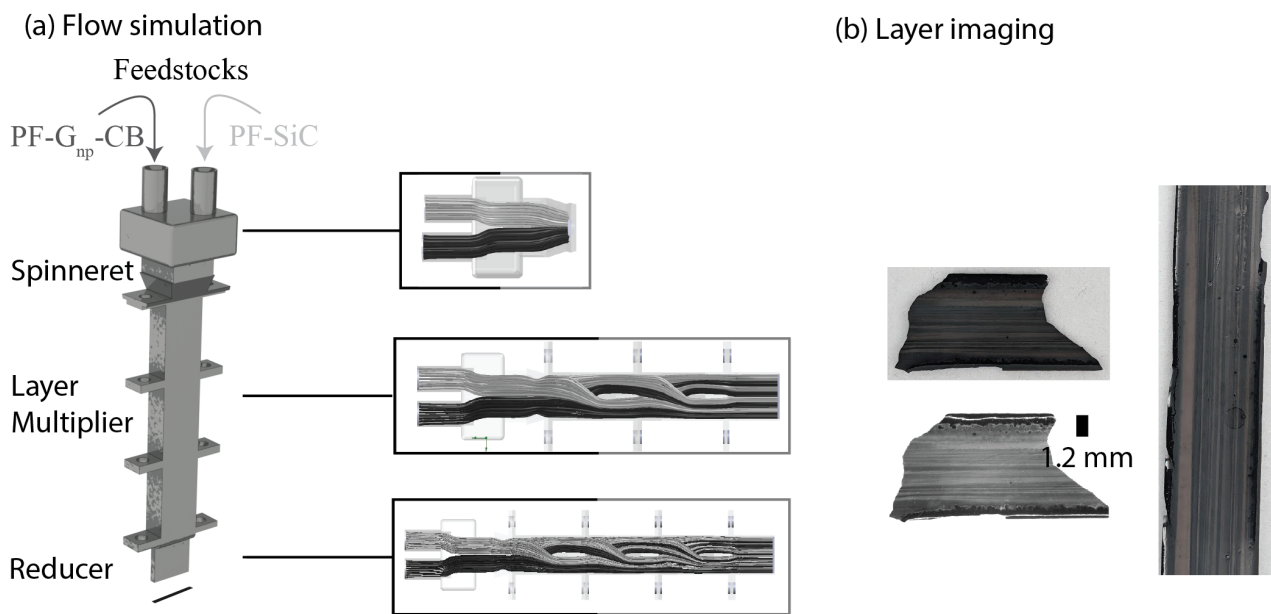 (a) Flow simulation
Feedstocks
PF-Gnp-CB
PF-SiC
Spinneret
Layer
Multiplier
Reducer
(b) Layer imaging
1.2 mm